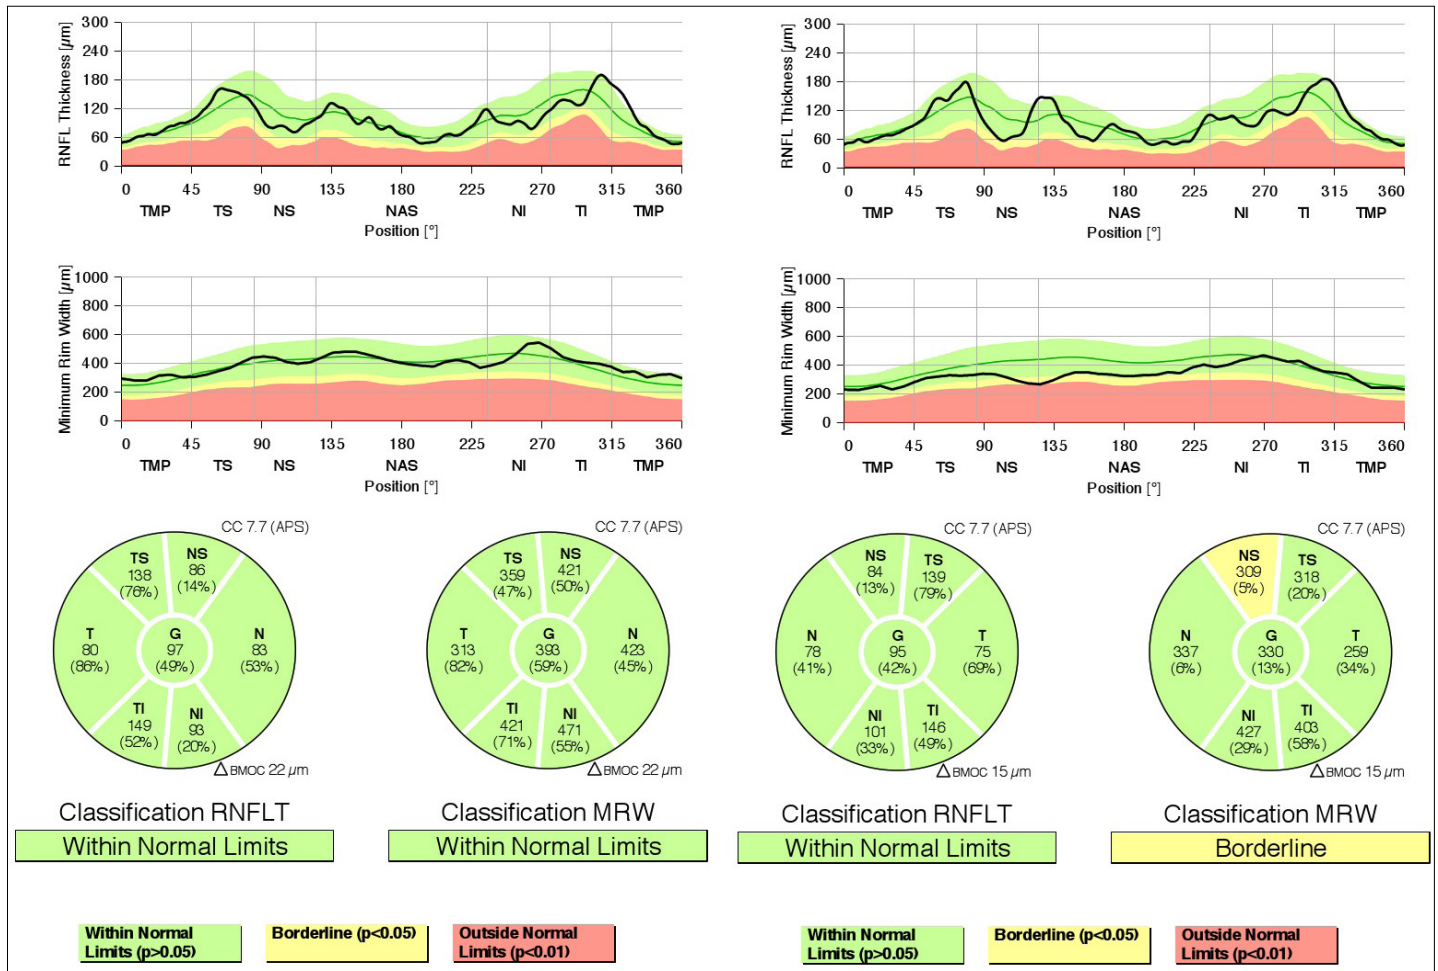 300
240
180
120
60
0
RNFL Thickness [µm]
0 45 90 135 180 225 270 315 360
TMP TS NS NAS NI TI TMP
Position [°]
300
240
180
120
60
0
RNFL Thickness [µm]
0 45 90 135 180 225 270 315 360
TMP TS NS NAS NI TI TMP
Position [°]
1000
800
600
400
200
0
Minimum Rim Width [µm]
0 45 90 135 180 225 270 315 360
TMP TS NS NAS NI TI TMP
Position [°]
1000
800
600
400
200
0
Minimum Rim Width [µm]
0 45 90 135 180 225 270 315 360
TMP TS NS NAS NI TI TMP
Position [°]
CC 7.7 (APS)
TS
138
(76%)
NS
86
(14%)
T
80
(86%)
G
97
(49%)
N
83
(53%)
TI
149
(52%)
NI
93
(20%)
△ BMOC 22 µm
Classification RNFLT
Within Normal Limits
CC 7.7 (APS)
TS
359
(47%)
NS
421
(50%)
T
313
(82%)
G
393
(59%)
N
423
(45%)
TI
421
(71%)
NI
471
(55%)
△ BMOC 22 µm
Classification MRW
Within Normal Limits
CC 7.7 (APS)
NS
84
(13%)
TS
139
(79%)
N
78
(41%)
G
95
(42%)
T
75
(69%)
NI
101
(33%)
TI
146
(49%)
△ BMOC 15 µm
Classification RNFLT
Within Normal Limits
CC 7.7 (APS)
NS
309
(5%)
TS
318
(20%)
N
337
(6%)
G
330
(13%)
T
259
(34%)
NI
427
(29%)
TI
403
(58%)
△ BMOC 15 µm
Classification MRW
Borderline
Within Normal
Limits (p>0.05)
Borderline (p<0.05)
Outside Normal
Limits (p<0.01)
Within Normal
Limits (p>0.05)
Borderline (p<0.05)
Outside Normal
Limits (p<0.01)